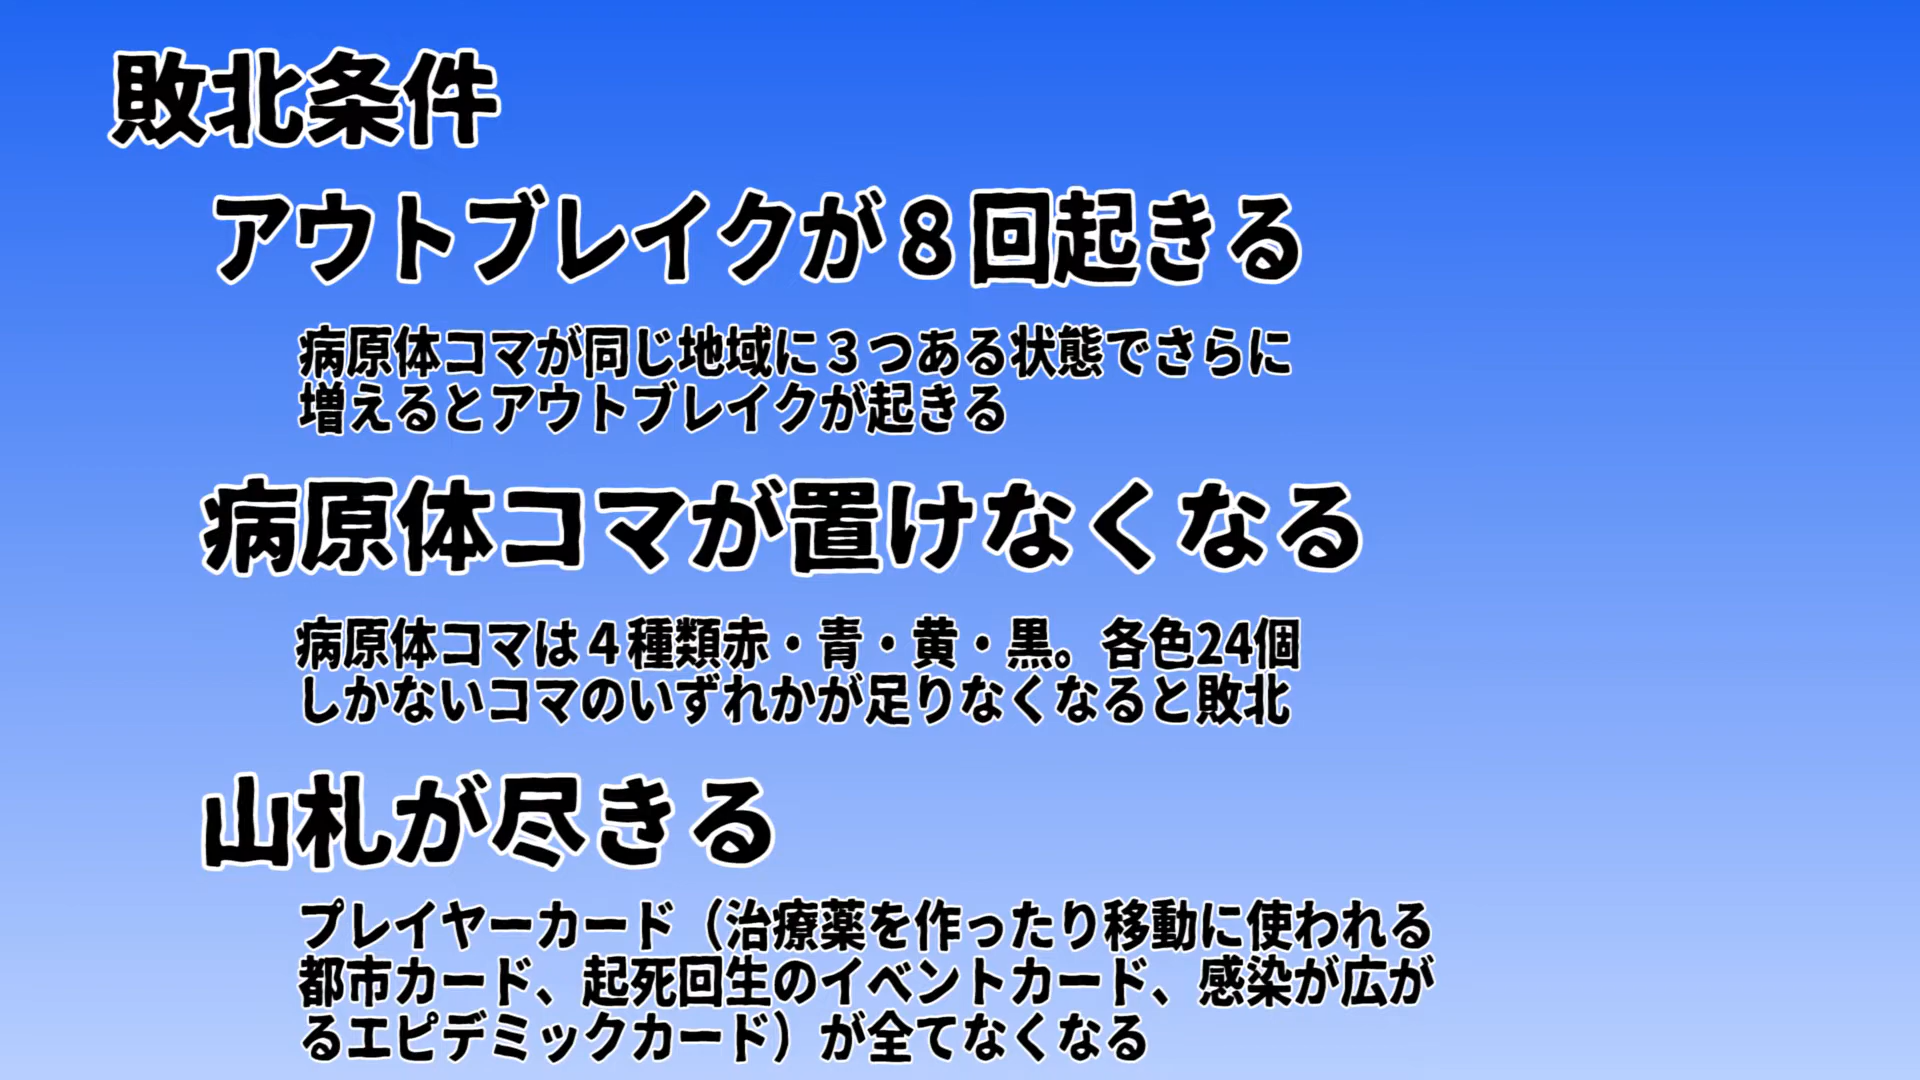 敗北条件
アウトブレイクが８回起きる
病原体コマが同じ地域に３つある状態でさらに
増えるとアウトブレイクが起きる
病原体コマが置けなくなる
病原体コマは４種類赤・青・黄・黒。各色24個
しかないコマのいずれかが足りなくなると敗北
山札が尽きる
プレイヤーカード（治療薬を作ったり移動に使われる
都市カード、起死回生のイベントカード、感染が広が
るエピデミックカード）が全てなくなる